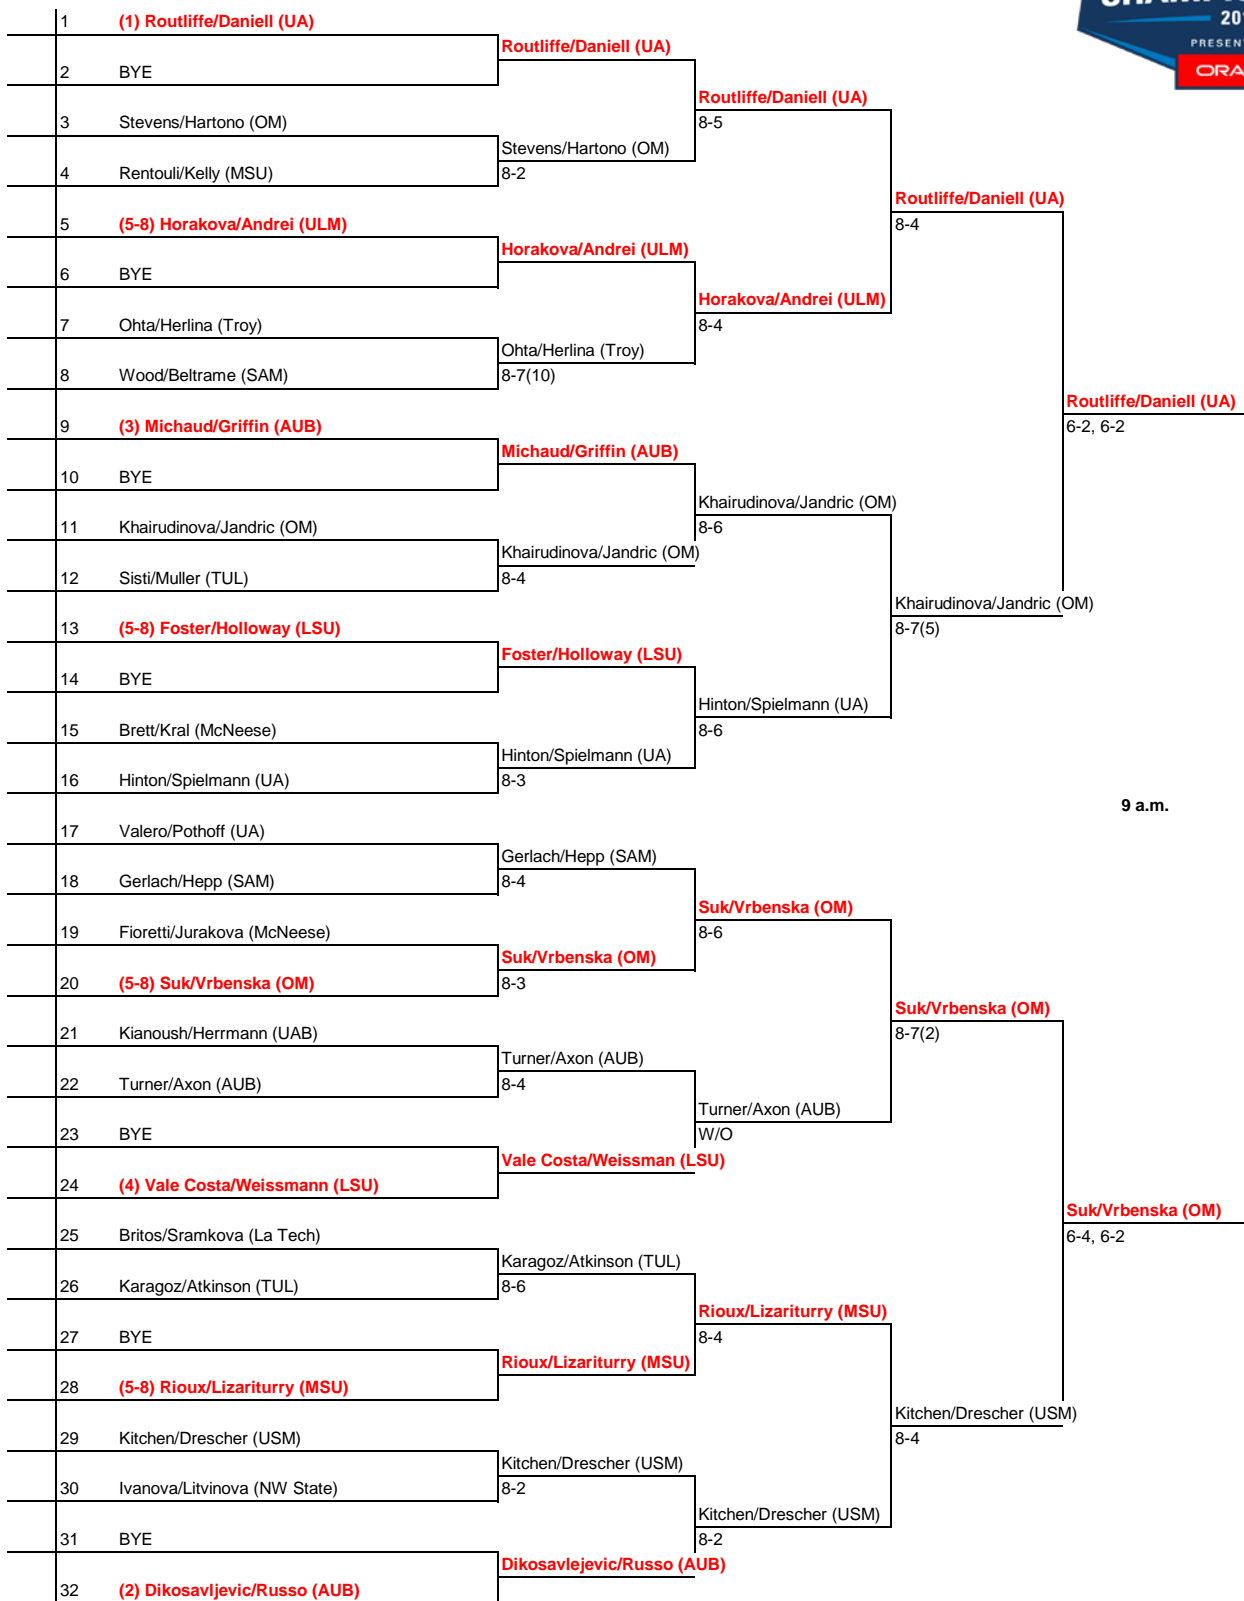 201
PRESENT
ORA
1 (1) Routliffe/Daniell (UA)
Routliffe/Daniell (UA)
2 BYE
Routliffe/Daniell (UA)
3 Stevens/Hartono (OM)
8-5
Stevens/Hartono (OM)
4 Rentouli/Kelly (MSU)
8-2
Routliffe/Daniell (UA)
5 (5-8) Horakova/Andrei (ULM)
8-4
Horakova/Andrei (ULM)
6 BYE
Horakova/Andrei (ULM)
7 Ohta/Herlina (Troy)
8-4
Ohta/Herlina (Troy)
8 Wood/Beltrame (SAM)
8-7(10)
Routliffe/Daniell (UA)
9 (3) Michaud/Griffin (AUB)
6-2, 6-2
Michaud/Griffin (AUB)
10 BYE
Khairudinova/Jandric (OM)
11 Khairudinova/Jandric (OM)
8-6
Khairudinova/Jandric (OM)
12 Sisti/Muller (TUL)
8-4
Khairudinova/Jandric (OM)
13 (5-8) Foster/Holloway (LSU)
8-7(5)
Foster/Holloway (LSU)
14 BYE
Hinton/Spielmann (UA)
15 Brett/Kral (McNeese)
8-6
Hinton/Spielmann (UA)
16 Hinton/Spielmann (UA)
8-3
9 a.m.
17 Valero/Pothoff (UA)
Gerlach/Hepp (SAM)
18 Gerlach/Hepp (SAM)
8-4
Suk/Vrbenska (OM)
19 Fioretti/Jurakova (McNeese)
8-6
Suk/Vrbenska (OM)
20 (5-8) Suk/Vrbenska (OM)
8-3
Suk/Vrbenska (OM)
21 Kianoush/Herrmann (UAB)
8-7(2)
Turner/Axon (AUB)
22 Turner/Axon (AUB)
8-4
Turner/Axon (AUB)
23 BYE
W/O
Vale Costa/Weissman (LSU)
24 (4) Vale Costa/Weissmann (LSU)
Suk/Vrbenska (OM)
25 Britos/Sramkova (La Tech)
6-4, 6-2
Karagoz/Atkinson (TUL)
26 Karagoz/Atkinson (TUL)
8-6
Rioux/Lizariturry (MSU)
27 BYE
8-4
Rioux/Lizariturry (MSU)
28 (5-8) Rioux/Lizariturry (MSU)
Kitchen/Drescher (USM)
29 Kitchen/Drescher (USM)
8-4
Kitchen/Drescher (USM)
30 Ivanova/Litvinova (NW State)
8-2
Kitchen/Drescher (USM)
31 BYE
8-2
Dikosavlejevic/Russo (AUB)
32 (2) Dikosavljevic/Russo (AUB)